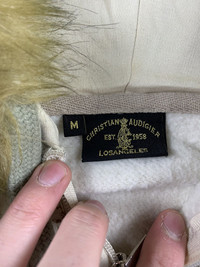 M
CHRISTIAN AUDIGIER
EST. 1958
LOS ANGELES